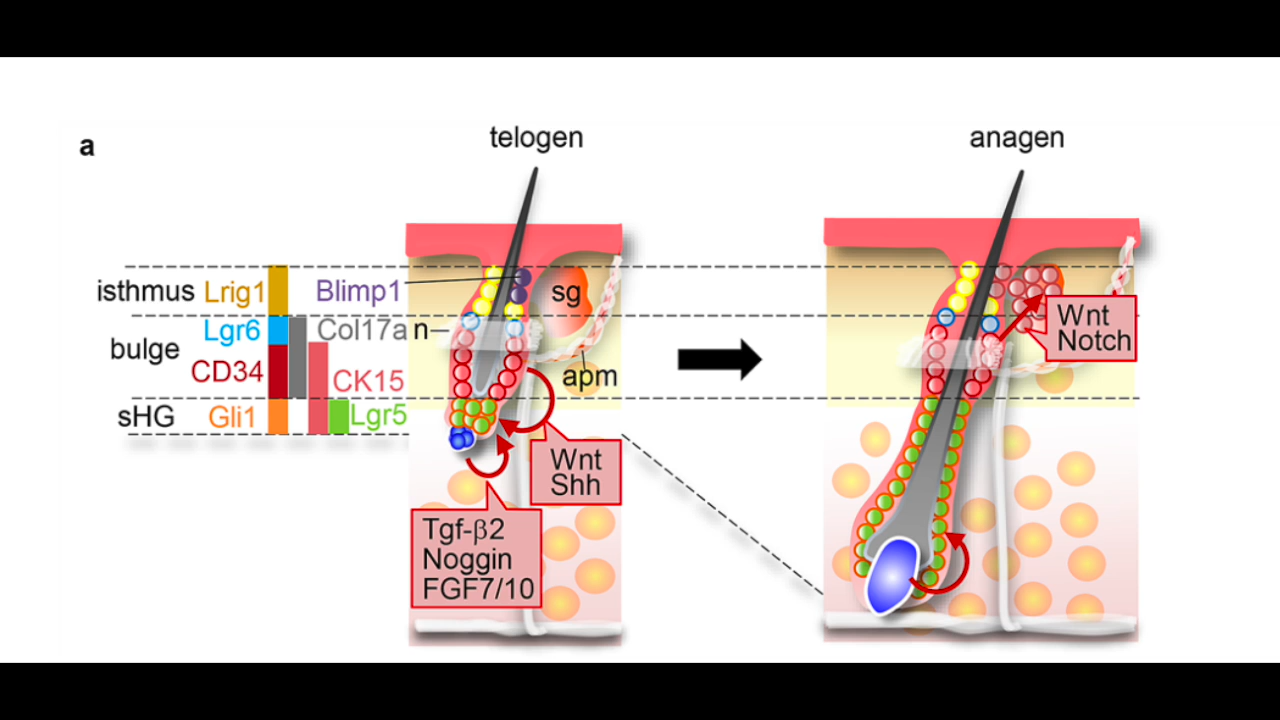 a
telogen
anagen
isthmus Lrig1
Blimp1
sg
Lgr6
Col17a
n
bulge
CD34
CK15
apm
Wnt
Notch
sHG
Gli1
Lgr5
Wnt
Shh
Tgf-β2
Noggin
FGF7/10